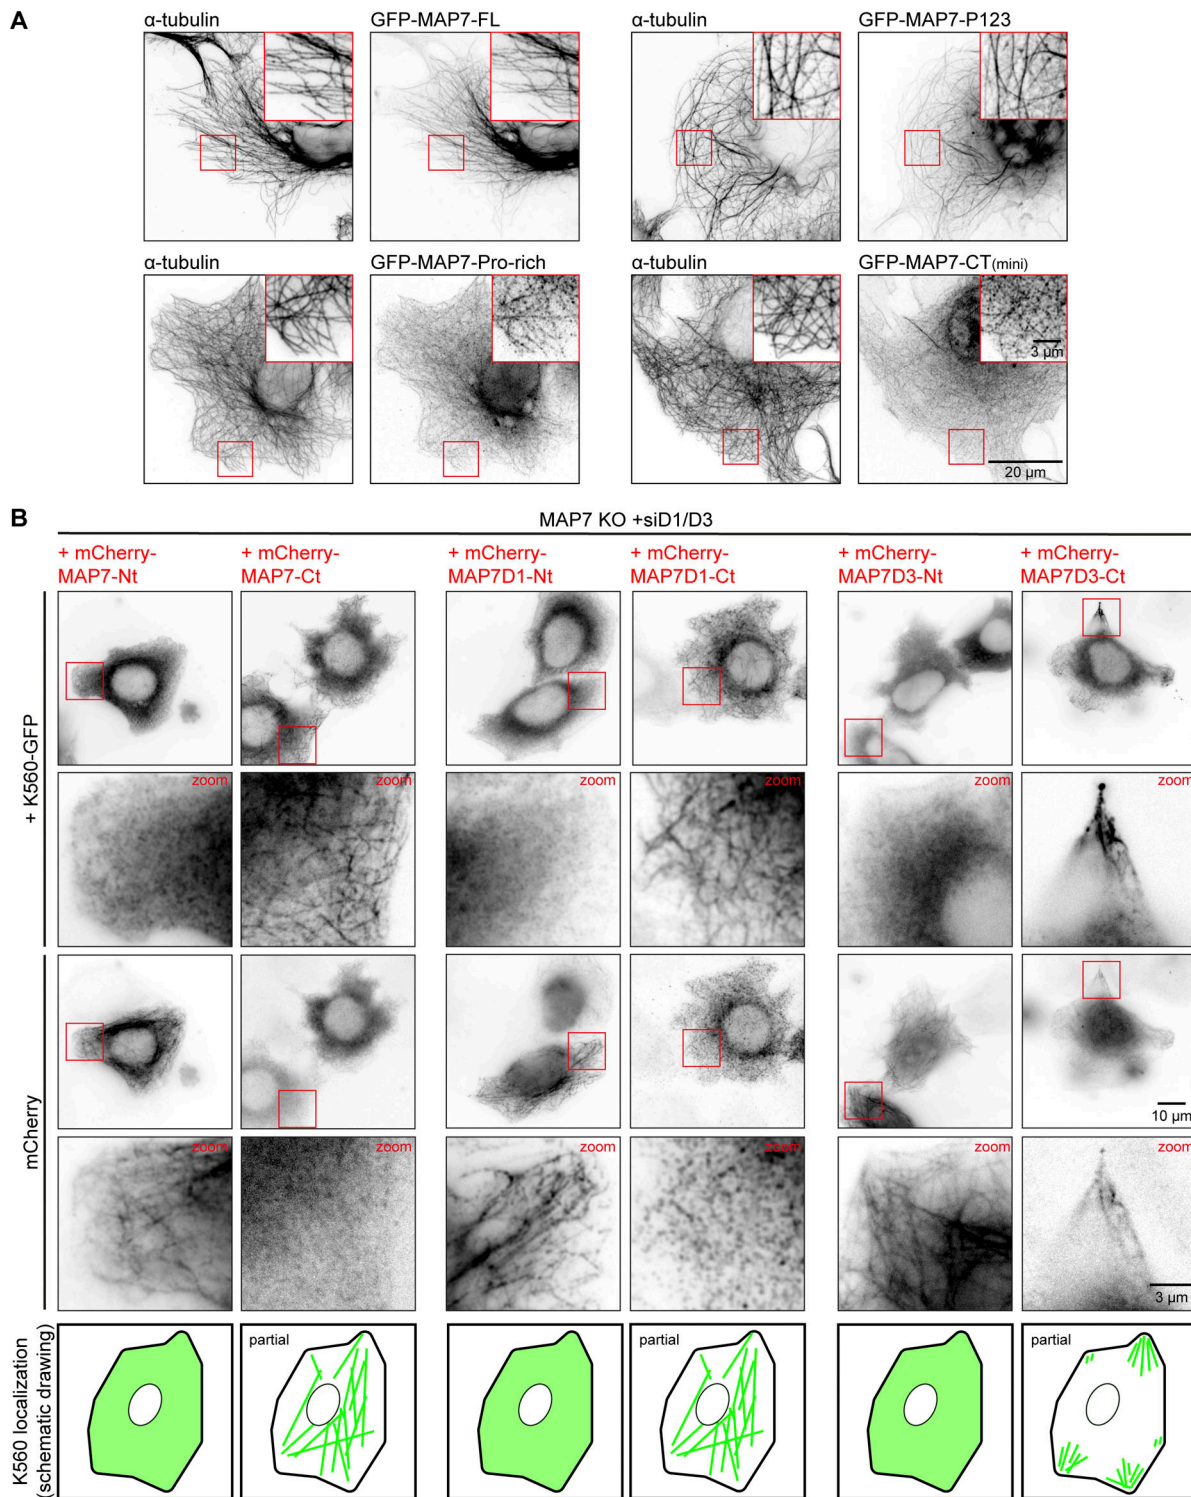 A
α-tubulin
GFP-MAP7-FL
α-tubulin
GFP-MAP7-P123
α-tubulin
GFP-MAP7-Pro-rich
α-tubulin
GFP-MAP7-CT(mini)
3 μm
20 μm
B
MAP7 KO +siD1/D3
+ mCherry-
MAP7-Nt
+ mCherry-
MAP7-Ct
+ mCherry-
MAP7D1-Nt
+ mCherry-
MAP7D1-Ct
+ mCherry-
MAP7D3-Nt
+ mCherry-
MAP7D3-Ct
+ K560-GFP
zoom
zoom
zoom
zoom
zoom
zoom
mCherry
10 μm
zoom
zoom
zoom
zoom
zoom
zoom
3 μm
K560 localization
(schematic drawing)
partial
partial
partial